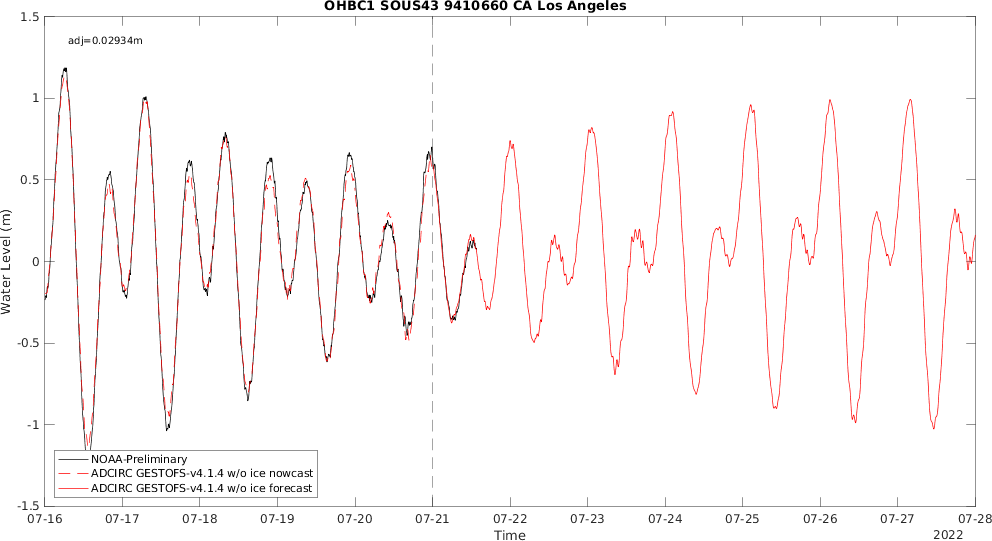 OHBC1 SOUS43 9410660 CA Los Angeles
adj=0.02934m
1.5
1
0.5
0
-0.5
-1
-1.5
Water Level (m)
NOAA-Preliminary
ADCIRC GESTOFS-v4.1.4 w/o ice nowcast
ADCIRC GESTOFS-v4.1.4 w/o ice forecast
07-16 07-17 07-18 07-19 07-20 07-21 07-22 07-23 07-24 07-25 07-26 07-27 07-28
Time
2022